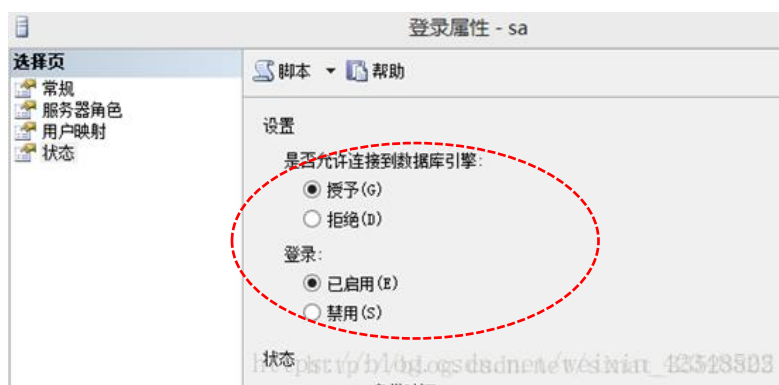 登录属性 - sa
选择页
常规
服务器角色
用户映射
状态
脚本 帮助
设置
是否允许连接到数据库引擎:
授予(G)
拒绝(D)
登录:
已启用(E)
禁用(S)
状态